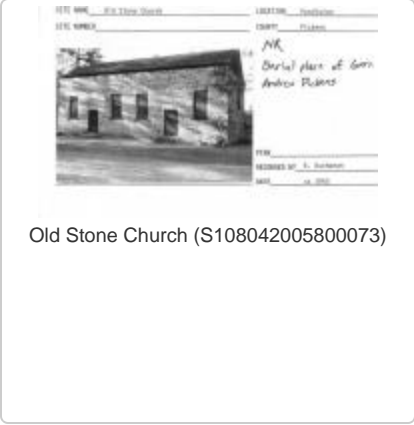 SITE NAME Old Stone Church
LOCATION Pendleton
SITE NUMBER
COUNTY Pickens
NR
Burial place of Gen.
Andrew Pickens
RECORDED BY
DATE
Old Stone Church (S108042005800073)